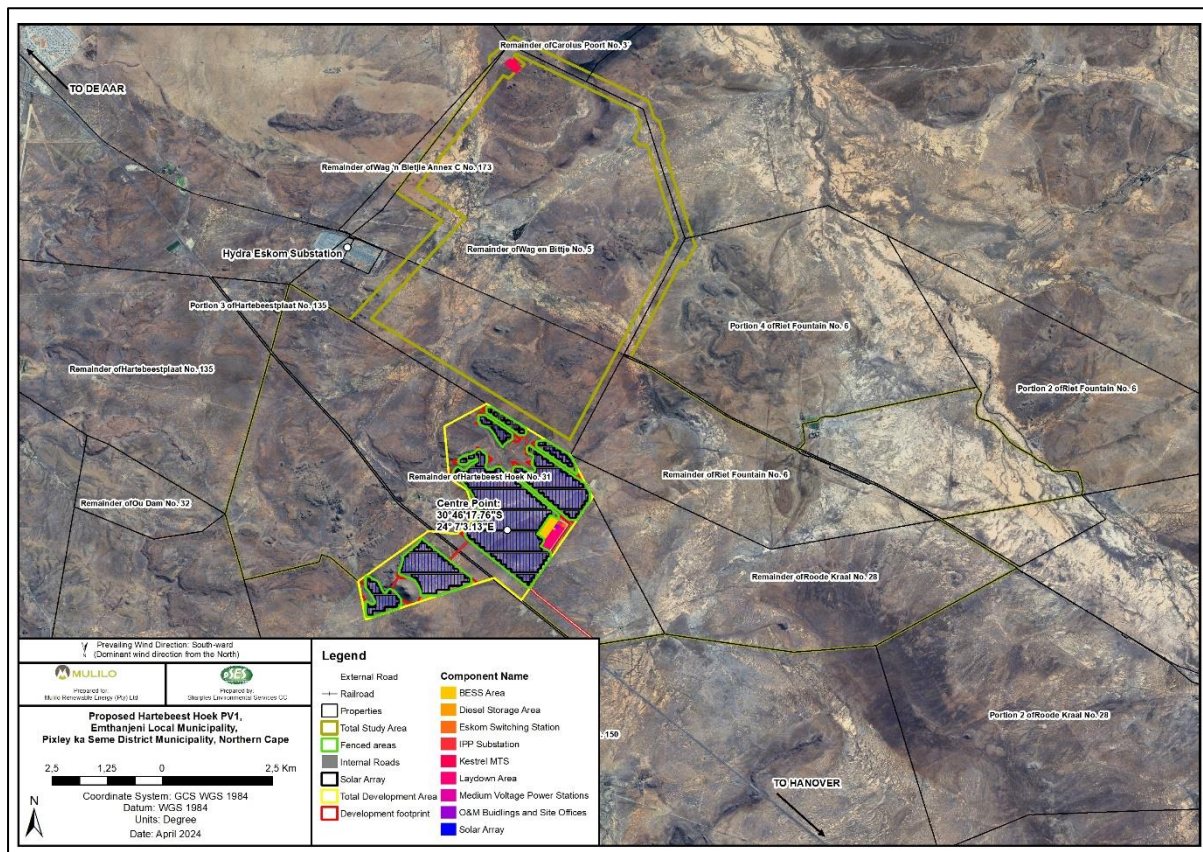 Remainder ofCarolus Poort No. 3
TO DE AAR
Remainder ofWag 'n Bietjie Annex C No. 173
Hydra Eskom Substation
Remainder ofWag en Bittje No. 5
Portion 3 ofHartebeestplaat No. 135
Portion 4 ofRiet Fountain No. 6
Remainder ofHartebeestplaat No. 135
Portion 2 ofRiet Fountain No. 6
Remainder ofHartebeest Hoek No. 31
Remainder ofRiet Fountain No. 6
Remainder ofOu Dam No. 32
Centre Point:
30°46'17.76"S
24° 7'3.13"E
Remainder ofRoode Kraal No. 28
Portion 2 ofRoode Kraal No. 28
. 150
TO HANOVER
Prevailing Wind Direction: South-ward
(Dominant wind direction from the North)
MULILO
Prepared for:
Mulilo Renewable Energy (Pty) Ltd
SES
Prepared by:
Sharples Environmental Services CC
Proposed Hartebeest Hoek PV1,
Emthanjeni Local Municipality,
Pixley ka Seme District Municipality, Northern Cape
2,5 1,25 0 2,5 Km
Coordinate System: GCS WGS 1984
Datum: WGS 1984
Units: Degree
Date: April 2024
N
Legend
External Road
Railroad
Properties
Total Study Area
Fenced areas
Internal Roads
Solar Array
Total Development Area
Development footprint
Component Name
BESS Area
Diesel Storage Area
Eskom Switching Station
IPP Substation
Kestrel MTS
Laydown Area
Medium Voltage Power Stations
O&M Buidlings and Site Offices
Solar Array